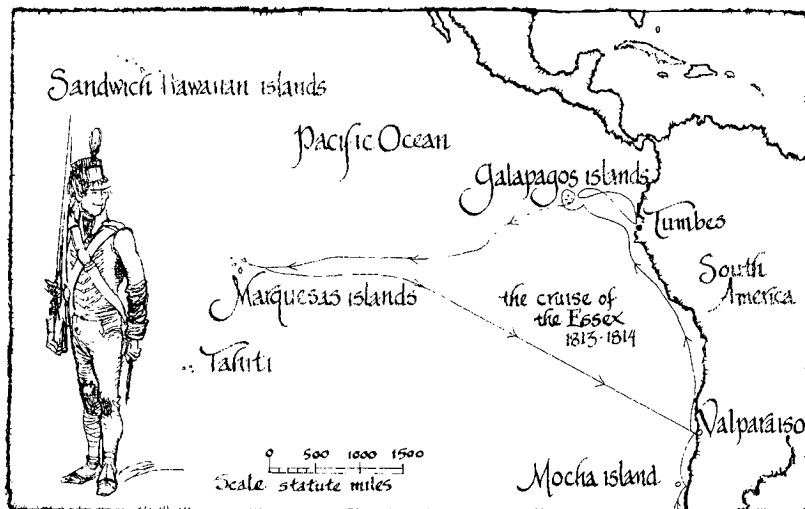 Sandwich Hawaiian islands
Pacific Ocean
Galapagos islands
Tumbes
South
America
Marquesas islands
the cruise of
the Essex
1813-1814
Tahiti
Valparaiso
0 500 1000 1500
Scale statute miles
Mocha island